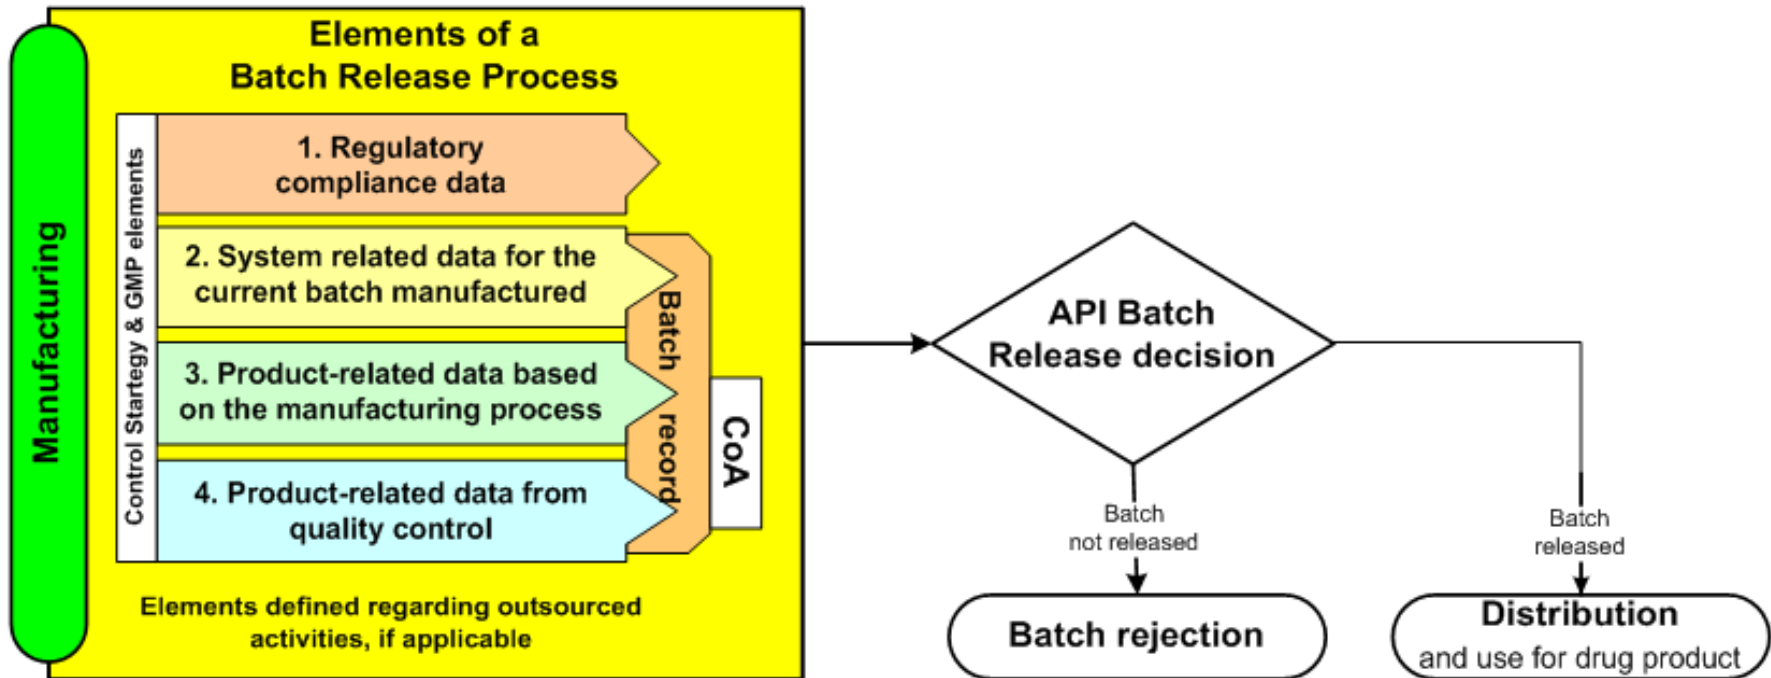 Manufacturing
Elements of a
Batch Release Process
Control Startegy & GMP elements
1. Regulatory
compliance data
2. System related data for the
current batch manufactured
3. Product-related data based
on the manufacturing process
4. Product-related data from
quality control
Batch record
CoA
Elements defined regarding outsourced
activities, if applicable
API Batch
Release decision
Batch
not released
Batch
released
Batch rejection
Distribution
and use for drug product